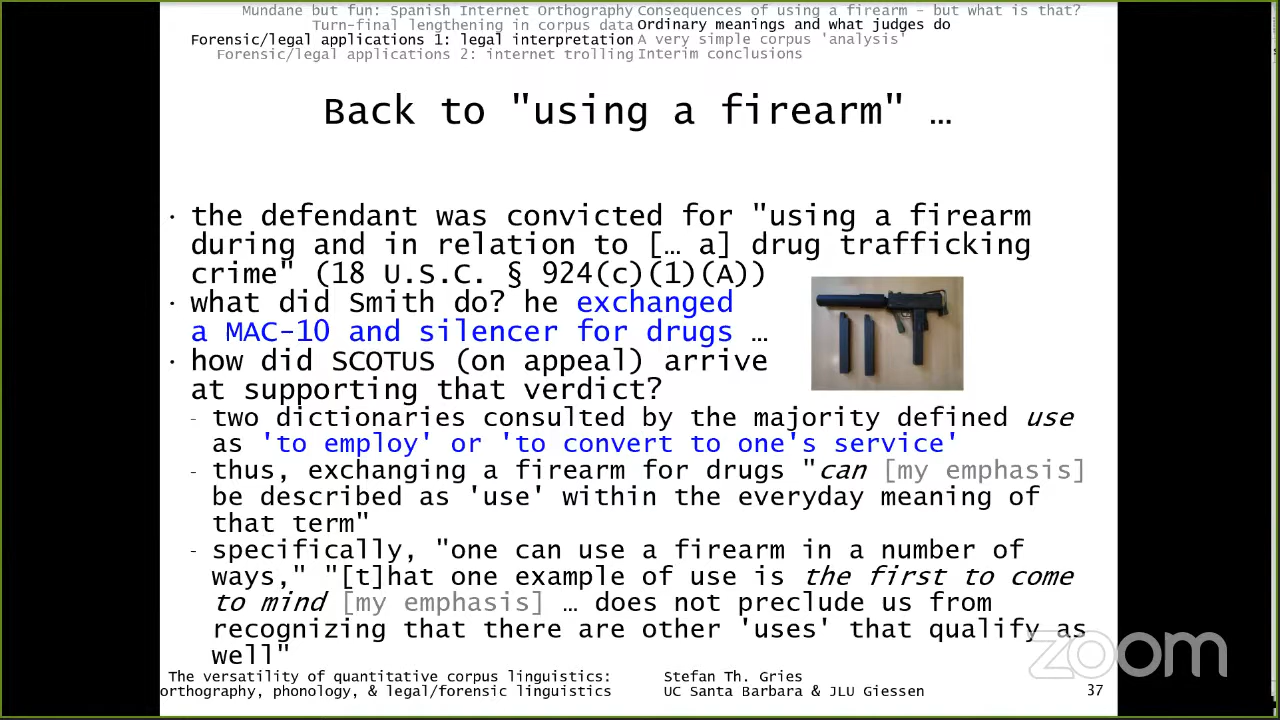 Mundane but fun: Spanish Internet Orthography
Turn-final lengthening in corpus data
Forensic/legal applications 1: legal interpretation
Forensic/legal applications 2: internet trolling
Consequences of using a firearm – but what is that?
Ordinary meanings and what judges do
A very simple corpus 'analysis'
Interim conclusions
Back to "using a firearm" …
· the defendant was convicted for "using a firearm
during and in relation to [… a] drug trafficking
crime" (18 U.S.C. § 924(c)(1)(A))
· what did Smith do? he exchanged
a MAC-10 and silencer for drugs …
· how did SCOTUS (on appeal) arrive
at supporting that verdict?
- two dictionaries consulted by the majority defined use
as 'to employ' or 'to convert to one's service'
- thus, exchanging a firearm for drugs "can [my emphasis]
be described as 'use' within the everyday meaning of
that term"
- specifically, "one can use a firearm in a number of
ways," "[t]hat one example of use is the first to come
to mind [my emphasis] … does not preclude us from
recognizing that there are other 'uses' that qualify as
well"
zoom
The versatility of quantitative corpus linguistics:
orthography, phonology, & legal/forensic linguistics
Stefan Th. Gries
UC Santa Barbara & JLU Giessen
37